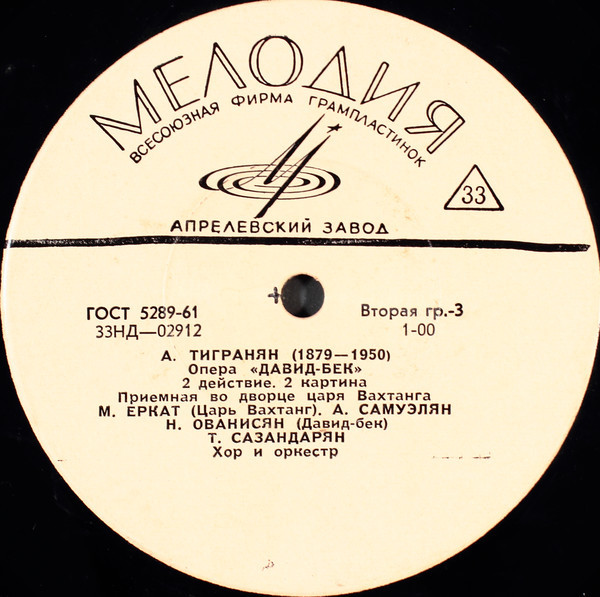 МЕЛОДИЯ
ВСЕСОЮЗНАЯ ФИРМА ГРАМПЛАСТИНОК
33
АПРЕЛЕВСКИЙ ЗАВОД
ГОСТ 5289-61
Вторая гр.-3
33НД—02912
1-00
А. ТИГРАНЯН (1879—1950)
Опера «ДАВИД-БЕК»
2 действие. 2 картина
Приемная во дворце царя Вахтанга
М. ЕРКАТ (Царь Вахтанг), А. САМУЭЛЯН
Н. ОВАНИСЯН (Давид-бек)
Т. САЗАНДАРЯН
Хор и оркестр